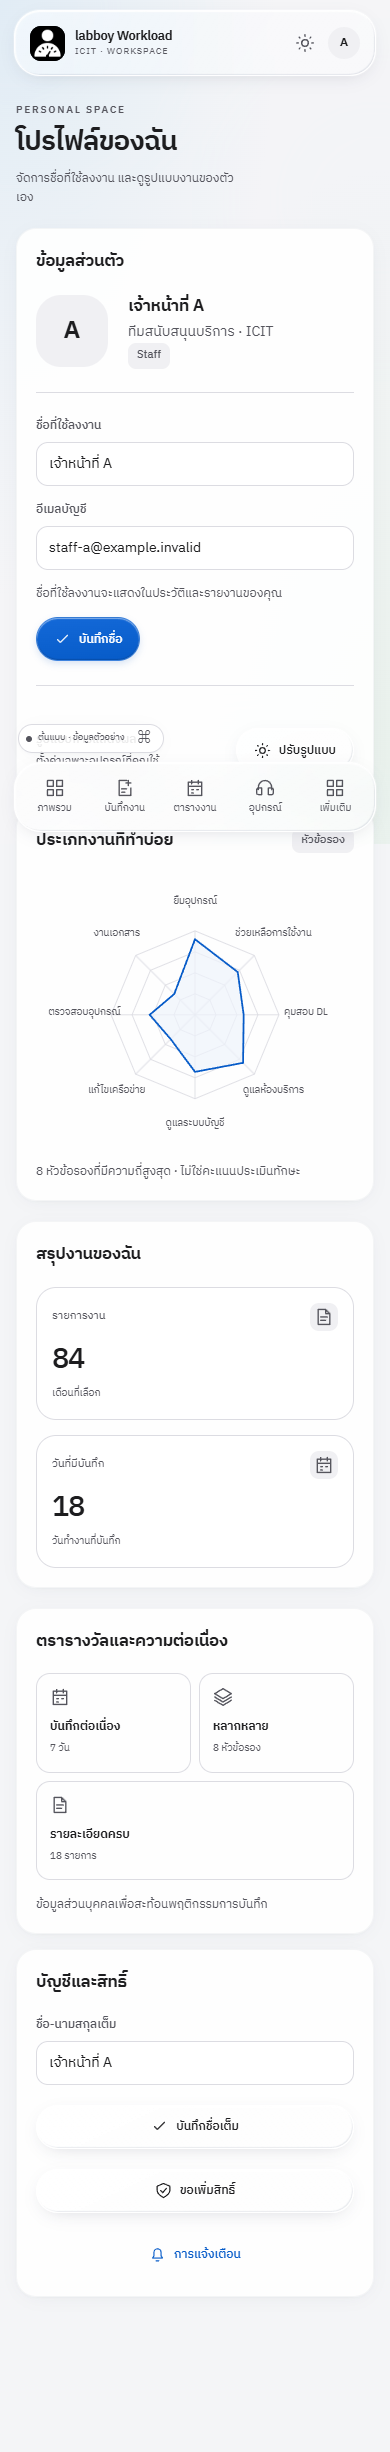 labboy Workload
ICIT · WORKSPACE
A
PERSONAL SPACE
โปรไฟล์ของฉัน
จัดการชื่อที่ใช้ลงงาน และดูรูปแบบงานของตัว
เอง
ข้อมูลส่วนตัว
A
เจ้าหน้าที่ A
ทีมสนับสนุนบริการ · ICIT
Staff
ชื่อที่ใช้ลงงาน
เจ้าหน้าที่ A
อีเมลบัญชี
staff-a@example.invalid
ชื่อที่ใช้ลงงานจะแสดงในประวัติและรายงานของคุณ
บันทึกชื่อ
ต้นแบบ · ข้อมูลตัวอย่าง
ปรับรูปแบบ
ตั้งค่าเฉพาะอุปกรณ์ที่คุณใช้
ภาพรวม
บันทึกงาน
ตารางงาน
อุปกรณ์
เพิ่มเติม
ประเภทงานที่ทำบ่อย
หัวข้อรอง
ยืมอุปกรณ์
งานเอกสาร
ช่วยเหลือการใช้งาน
ตรวจสอบอุปกรณ์
คุมสอบ DL
แก้ไขเครือข่าย
ดูแลห้องบริการ
ดูแลระบบบัญชี
8 หัวข้อรองที่มีความถี่สูงสุด · ไม่ใช่คะแนนประเมินทักษะ
สรุปงานของฉัน
รายการงาน
84
เดือนที่เลือก
วันที่มีบันทึก
18
วันทำงานที่บันทึก
ตรารางวัลและความต่อเนื่อง
บันทึกต่อเนื่อง
7 วัน
หลากหลาย
8 หัวข้อรอง
รายละเอียดครบ
18 รายการ
ข้อมูลส่วนบุคคลเพื่อสะท้อนพฤติกรรมการบันทึก
บัญชีและสิทธิ์
ชื่อ-นามสกุลเต็ม
เจ้าหน้าที่ A
บันทึกชื่อเต็ม
ขอเพิ่มสิทธิ์
การแจ้งเตือน